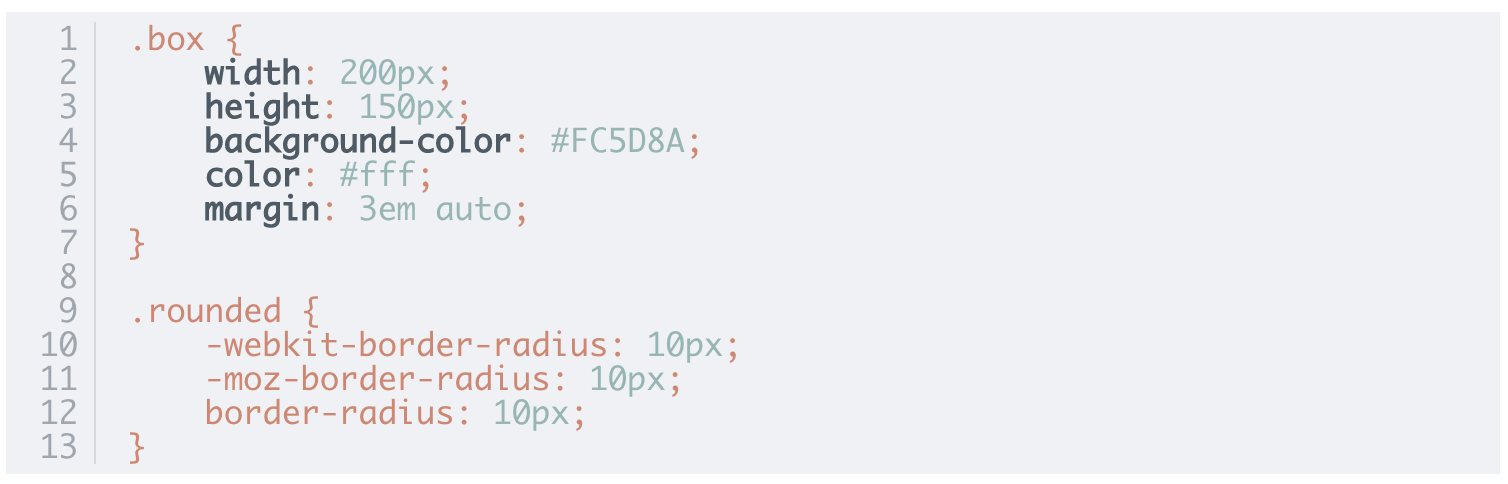 1 .box {
2     width: 200px;
3     height: 150px;
4     background-color: #FC5D8A;
5     color: #fff;
6     margin: 3em auto;
7 }
8
9 .rounded {
10     -webkit-border-radius: 10px;
11     -moz-border-radius: 10px;
12     border-radius: 10px;
13 }